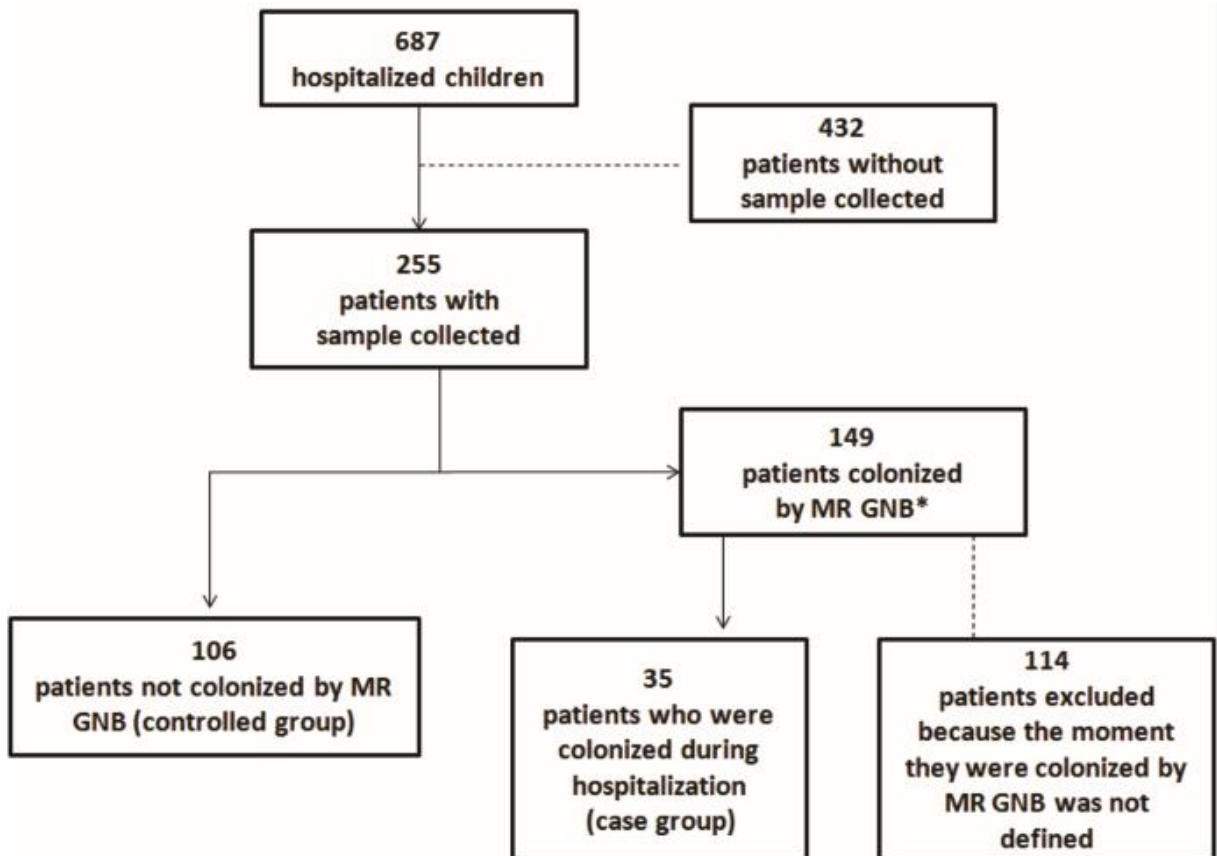 687
hospitalized children
432
patients without
sample collected
255
patients with
sample collected
149
patients colonized
by MR GNB*
106
patients not colonized by MR
GNB (controlled group)
35
patients who were
colonized during
hospitalization
(case group)
114
patients excluded
because the moment
they were colonized by
MR GNB was not
defined